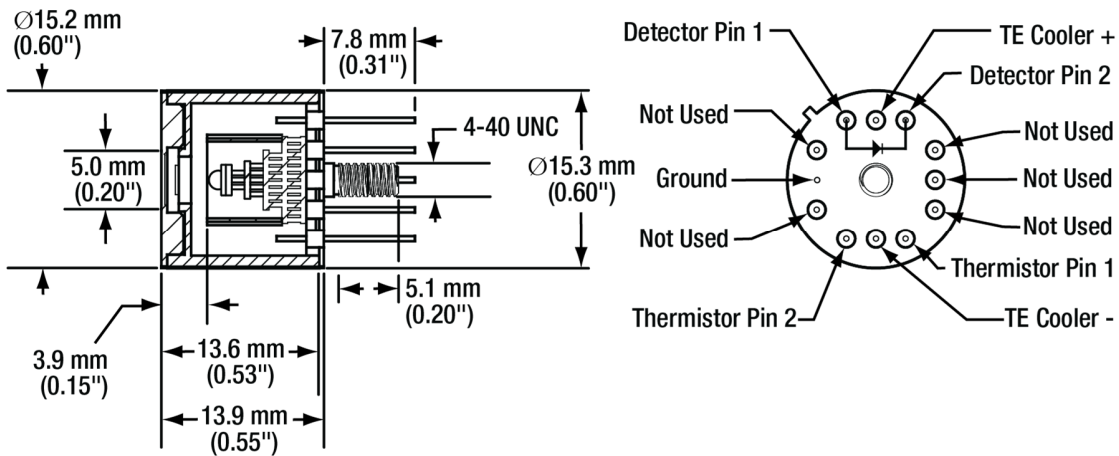 Ø15.2 mm
(0.60")
7.8 mm
(0.31")
4-40 UNC
5.0 mm
(0.20")
Ø15.3 mm
(0.60")
5.1 mm
(0.20")
3.9 mm
(0.15")
13.6 mm
(0.53")
13.9 mm
(0.55")
Detector Pin 1
TE Cooler +
Detector Pin 2
Not Used
Not Used
Ground
Not Used
Not Used
Not Used
Thermistor Pin 1
Thermistor Pin 2
TE Cooler -